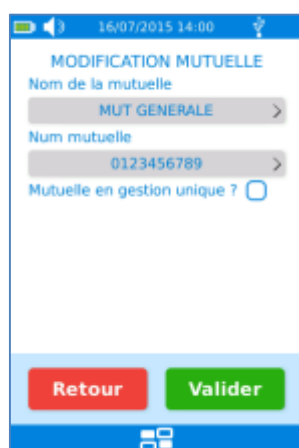 16/07/2015 14:00
MODIFICATION MUTUELLE
Nom de la mutuelle
MUT GENERALE
Num mutuelle
0123456789
Mutuelle en gestion unique ?
Retour Valider